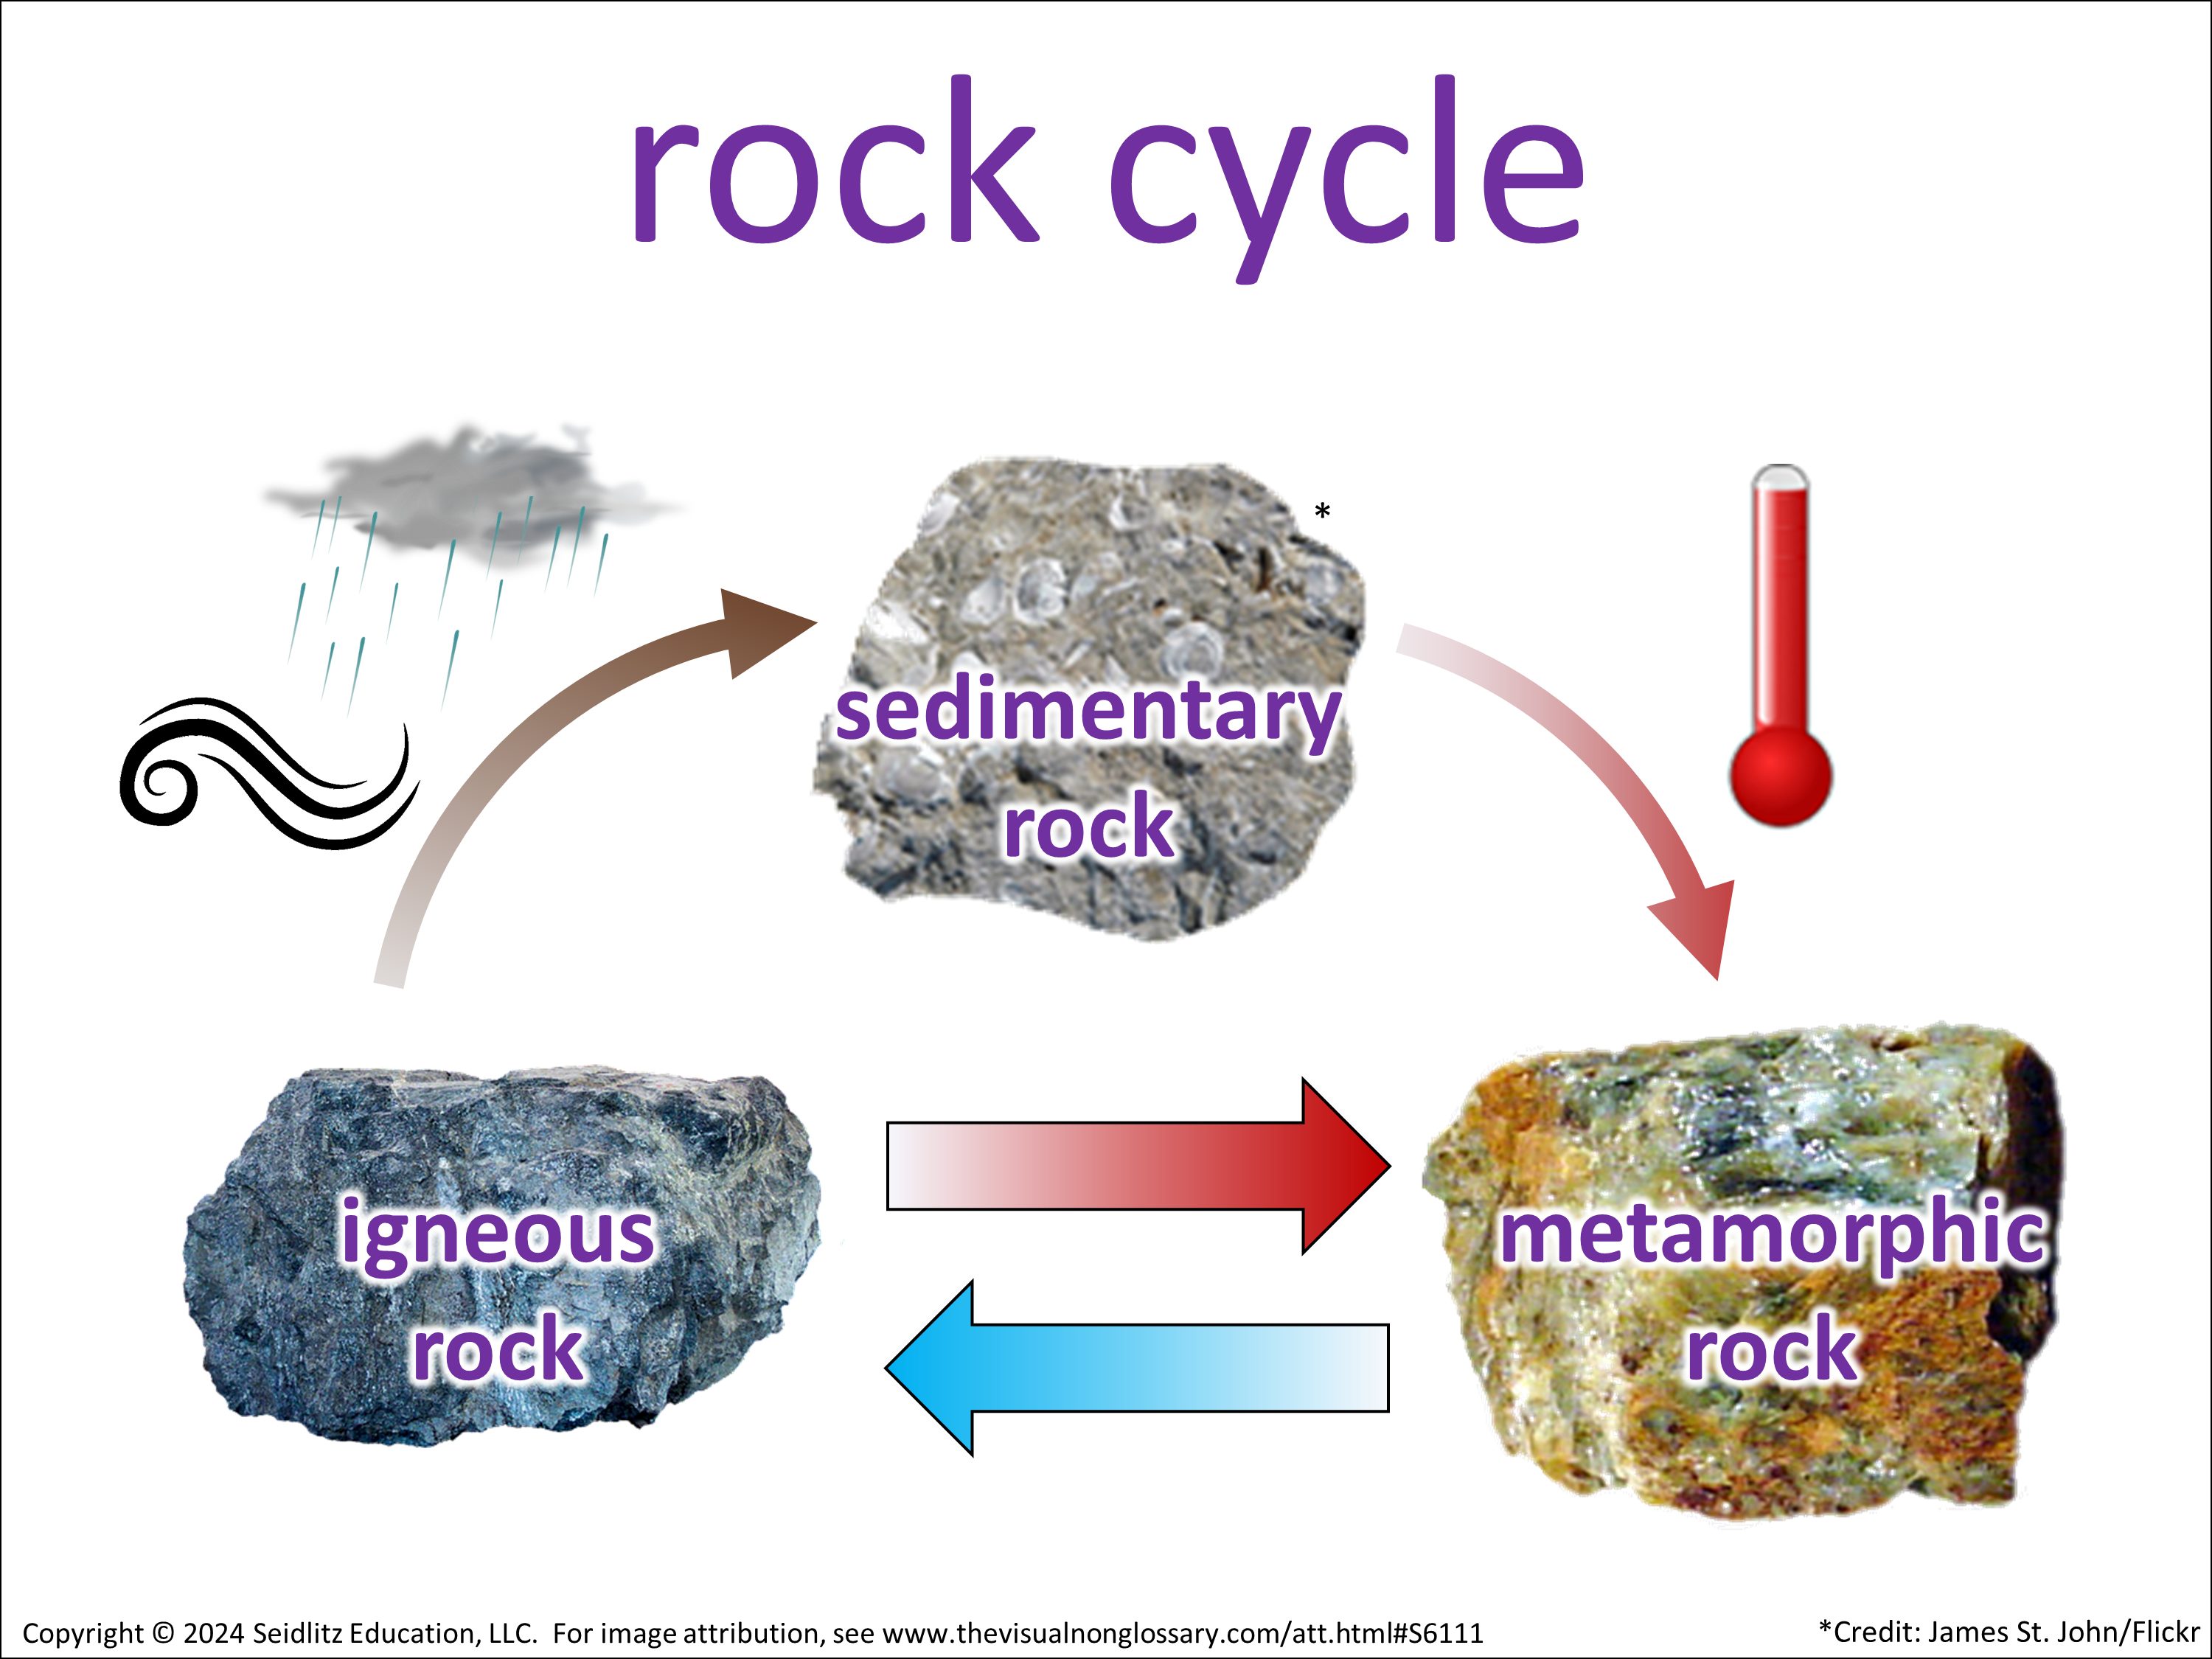 rock cycle
*
sedimentary
rock
igneous
rock
metamorphic
rock
Copyright © 2024 Seidlitz Education, LLC.  For image attribution, see www.thevisualnonglossary.com/att.html#S6111
*Credit: James St. John/Flickr